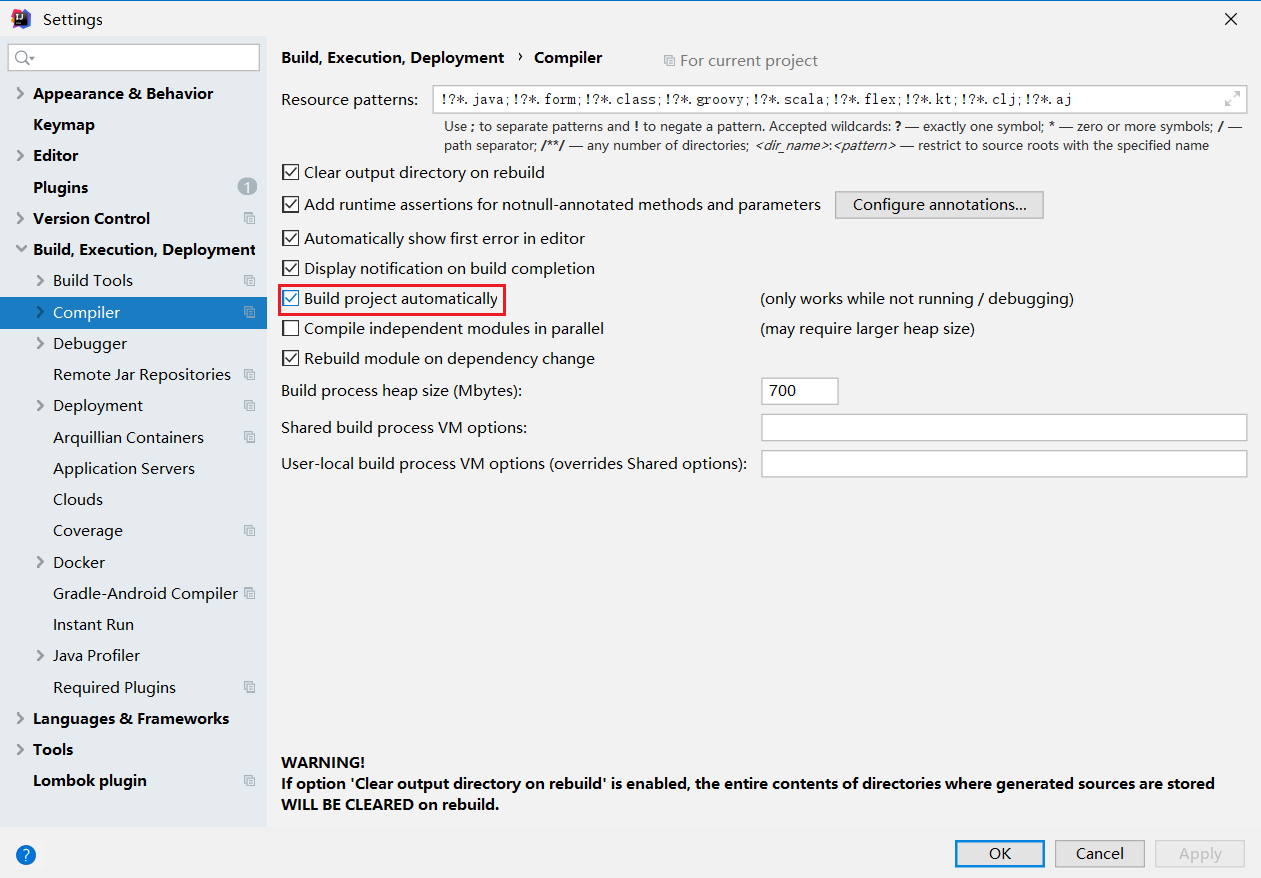 Settings
Appearance & Behavior
Keymap
Editor
Plugins 1
Version Control
Build, Execution, Deployment
Build Tools
Compiler
Debugger
Remote Jar Repositories
Deployment
Arquillian Containers
Application Servers
Clouds
Coverage
Docker
Gradle-Android Compiler
Instant Run
Java Profiler
Required Plugins
Languages & Frameworks
Tools
Lombok plugin
Build, Execution, Deployment › Compiler For current project
Resource patterns: !?*.java;!?*.form;!?*.class;!?*.groovy;!?*.scala;!?*.flex;!?*.kt;!?*.clj;!?*.aj
Use ; to separate patterns and ! to negate a pattern. Accepted wildcards: ? — exactly one symbol; * — zero or more symbols; / —
path separator; /**/ — any number of directories; <dir_name>:<pattern> — restrict to source roots with the specified name
Clear output directory on rebuild
Add runtime assertions for notnull-annotated methods and parameters Configure annotations...
Automatically show first error in editor
Display notification on build completion
Build project automatically (only works while not running / debugging)
Compile independent modules in parallel (may require larger heap size)
Rebuild module on dependency change
Build process heap size (Mbytes): 700
Shared build process VM options:
User-local build process VM options (overrides Shared options):
WARNING!
If option 'Clear output directory on rebuild' is enabled, the entire contents of directories where generated sources are stored
WILL BE CLEARED on rebuild.
? OK Cancel Apply